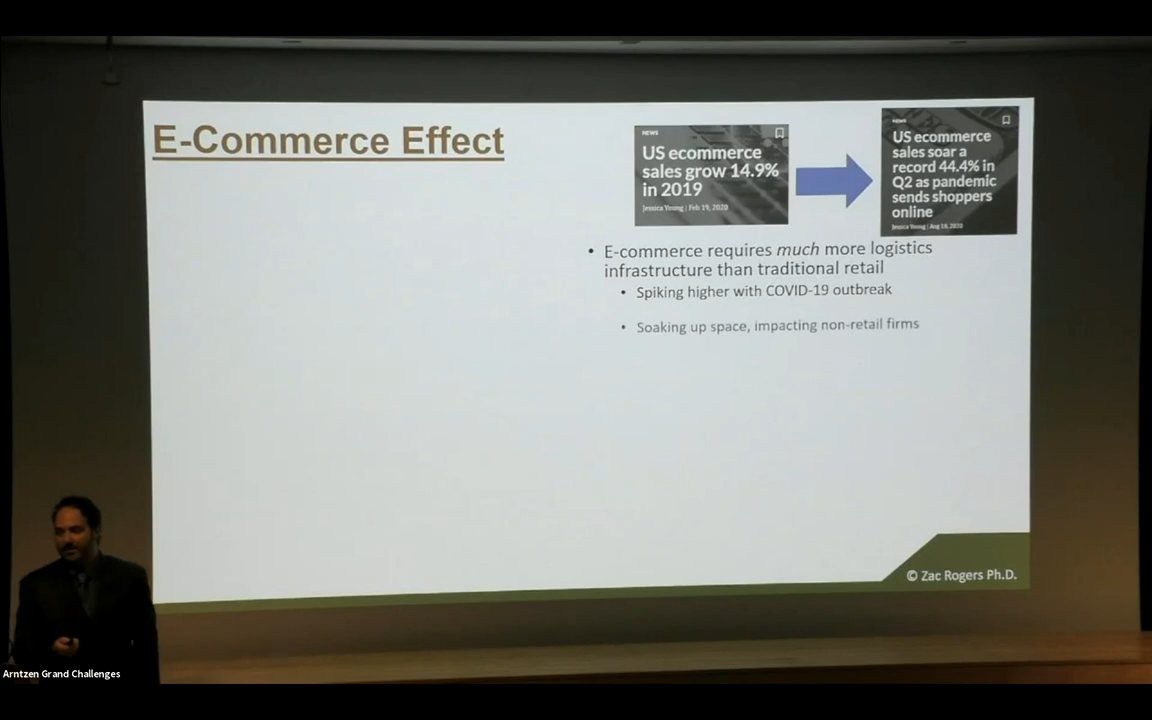 E-Commerce Effect
NEWS
US ecommerce
sales grow 14.9%
in 2019
Jessica Young | Feb 19, 2020
NEWS
US ecommerce
sales soar a
record 44.4% in
Q2 as pandemic
sends shoppers
online
Jessica Young | Aug 18, 2020
• E-commerce requires much more logistics
infrastructure than traditional retail
• Spiking higher with COVID-19 outbreak
• Soaking up space, impacting non-retail firms
© Zac Rogers Ph.D.
Arntzen Grand Challenges